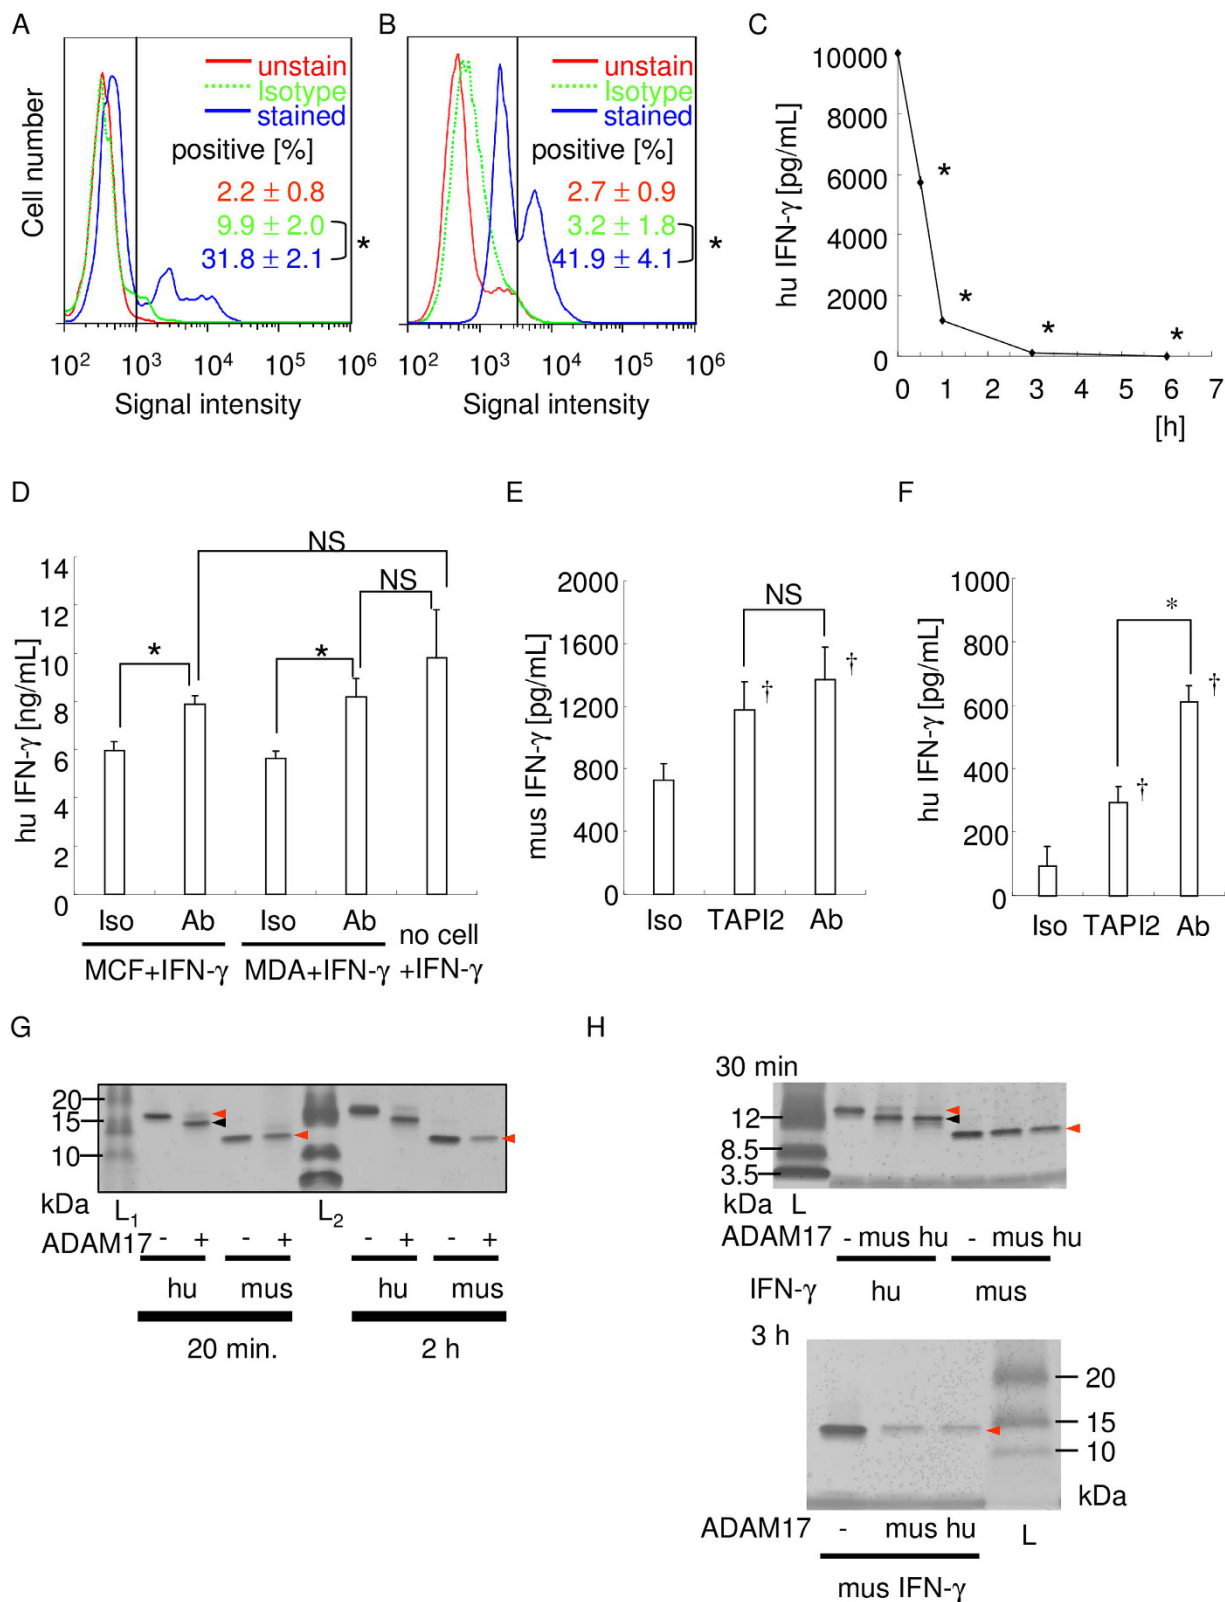 A
unstain
Isotype
stained
positive [%]
2.2 ± 0.8
9.9 ± 2.0
31.8 ± 2.1
*
Cell number
10² 10³ 10⁴ 10⁵ 10⁶
Signal intensity
B
unstain
Isotype
stained
positive [%]
2.7 ± 0.9
3.2 ± 1.8
41.9 ± 4.1
*
10² 10³ 10⁴ 10⁵ 10⁶
Signal intensity
C
hu IFN-γ [pg/mL]
10000
8000
6000
4000
2000
0
*
*
*
*
0 1 2 3 4 5 6 7
[h]
D
hu IFN-γ [ng/mL]
14
12
10
8
6
4
2
0
NS
NS
*
*
Iso Ab Iso Ab no cell
MCF+IFN-γ MDA+IFN-γ +IFN-γ
E
mus IFN-γ [pg/mL]
2000
1600
1200
800
400
0
NS
†
†
Iso TAPI2 Ab
F
hu IFN-γ [pg/mL]
1000
800
600
400
200
0
*
†
†
Iso TAPI2 Ab
G
20
15
10
kDa L₁ L₂
ADAM17 - + - + - + - +
hu mus hu mus
20 min. 2 h
H
30 min
12
8.5
3.5
kDa L
ADAM17 - mus hu - mus hu
IFN-γ hu mus
3 h
20
15
10
kDa
ADAM17 - mus hu L
mus IFN-γ